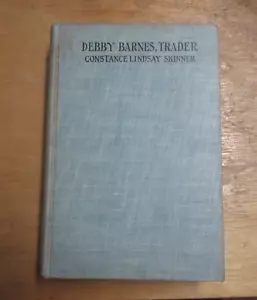 DEBBY BARNES, TRADER
CONSTANCE LINDSAY SKINNER